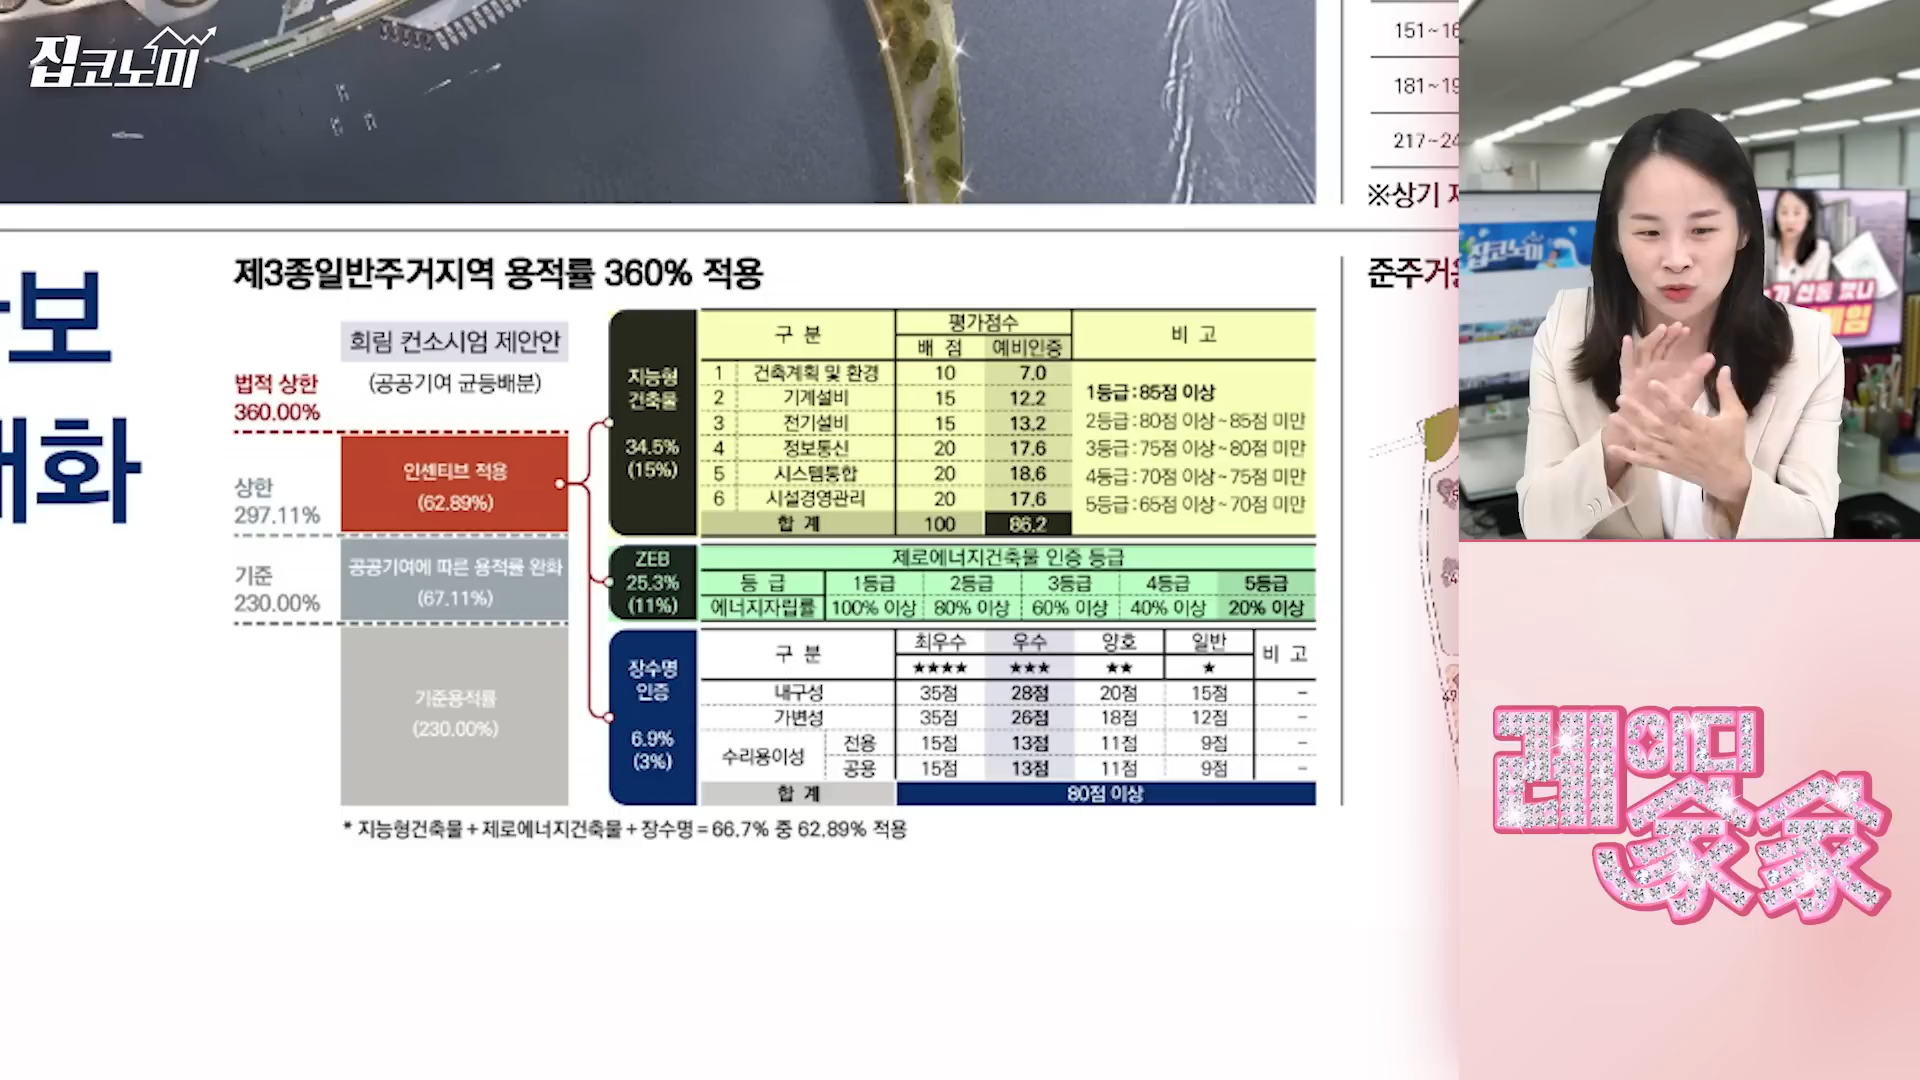 집코노미
151~16
181~19
217~24
※상기
보
화
제3종일반주거지역 용적률 360% 적용
희림 컨소시엄 제안안
(공공기여 균등배분)
법적 상한
360.00%
상한
297.11%
기준
230.00%
인센티브 적용
(62.89%)
공공기여에 따른 용적률 완화
(67.11%)
기준용적률
(230.00%)
지능형
건축물
34.5%
(15%)
구 분 평가점수 비 고
배 점 예비인증
1 건축계획 및 환경 10 7.0
2 기계설비 15 12.2
3 전기설비 15 13.2
4 정보통신 20 17.6
5 시스템통합 20 18.6
6 시설경영관리 20 17.6
합 계 100 86.2
1등급:85점 이상
2등급:80점 이상~85점 미만
3등급:75점 이상~80점 미만
4등급:70점 이상~75점 미만
5등급:65점 이상~70점 미만
ZEB
25.3%
(11%)
제로에너지건축물 인증 등급
등 급 1등급 2등급 3등급 4등급 5등급
에너지자립률 100% 이상 80% 이상 60% 이상 40% 이상 20% 이상
장수명
인증
6.9%
(3%)
구 분 최우수 우수 양호 일반 비 고
★★★★ ★★★ ★★ ★
내구성 35점 28점 20점 15점 -
가변성 35점 26점 18점 12점 -
수리용이성 전용 15점 13점 11점 9점 -
공용 15점 13점 11점 9점 -
합 계 80점 이상
* 지능형건축물+제로에너지건축물+장수명=66.7% 중 62.89% 적용
준주거
집코노미
레이디
家家